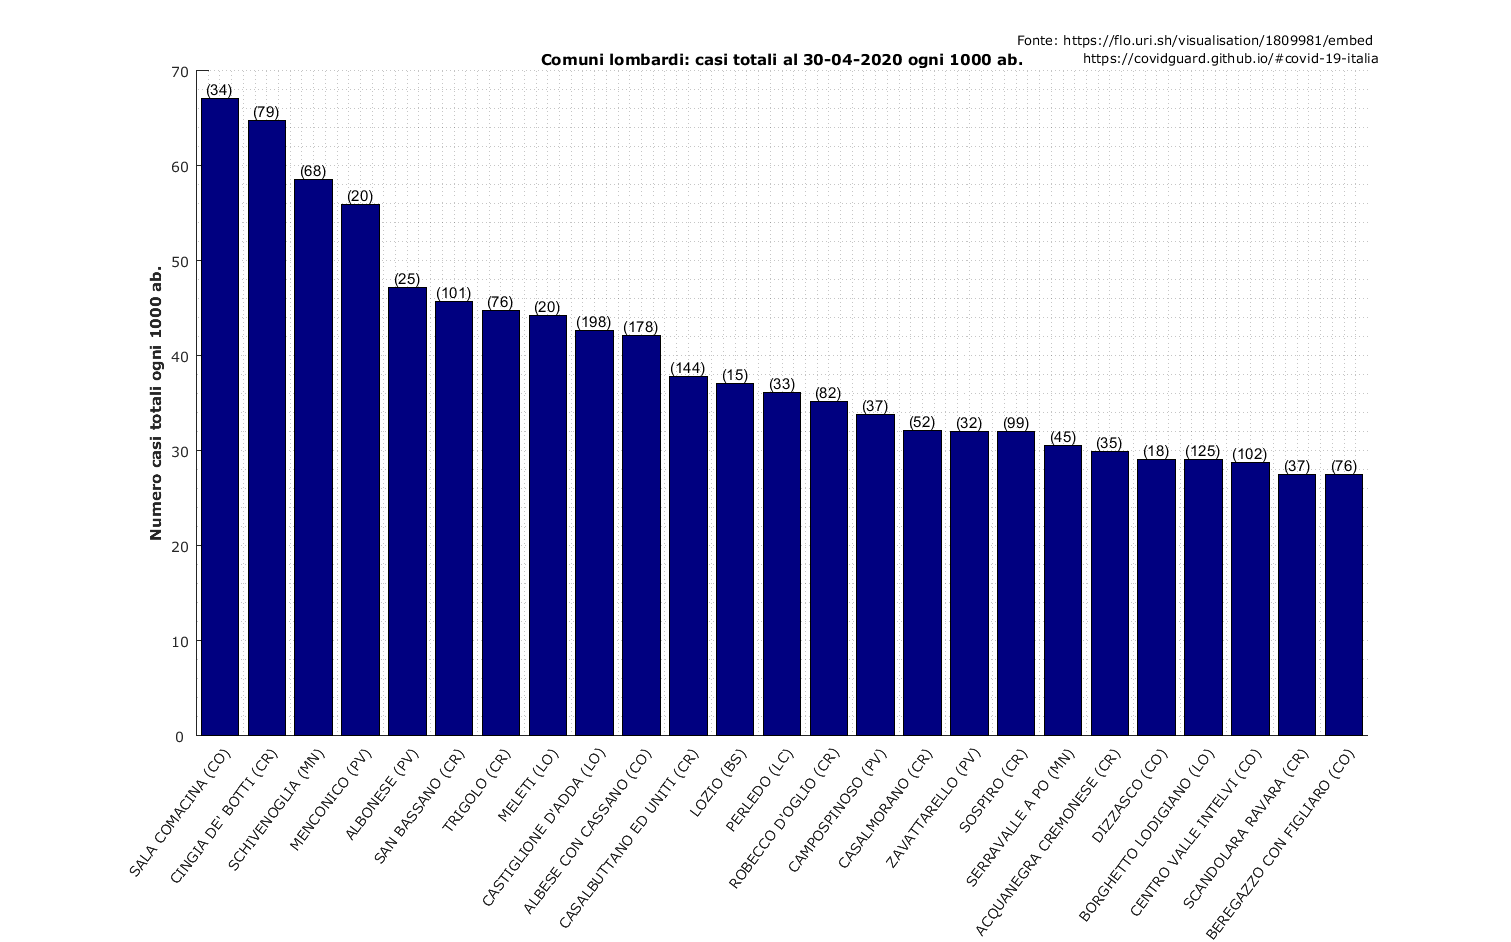 Fonte: https://flo.uri.sh/visualisation/1809981/embed
Comuni lombardi: casi totali al 30-04-2020 ogni 1000 ab.
https://covidguard.github.io/#covid-19-italia
Numero casi totali ogni 1000 ab.
70
60
50
40
30
20
10
0
(34)
(79)
(68)
(20)
(25)
(101)
(76)
(20)
(198)
(178)
(144)
(15)
(33)
(82)
(37)
(52)
(32)
(99)
(45)
(35)
(18)
(125)
(102)
(37)
(76)
SALA COMACINA (CO)
CINGIA DE' BOTTI (CR)
SCHIVENOGLIA (MN)
MENCONICO (PV)
ALBONESE (PV)
SAN BASSANO (CR)
TRIGOLO (CR)
MELETI (LO)
CASTIGLIONE D'ADDA (LO)
ALBESE CON CASSANO (CO)
CASALBUTTANO ED UNITI (CR)
LOZIO (BS)
PERLEDO (LC)
ROBECCO D'OGLIO (CR)
CAMPOSPINOSO (PV)
CASALMORANO (CR)
ZAVATTARELLO (PV)
SOSPIRO (CR)
SERRAVALLE A PO (MN)
ACQUANEGRA CREMONESE (CR)
DIZZASCO (CO)
BORGHETTO LODIGIANO (LO)
CENTRO VALLE INTELVI (CO)
SCANDOLARA RAVARA (CR)
BEREGAZZO CON FIGLIARO (CO)